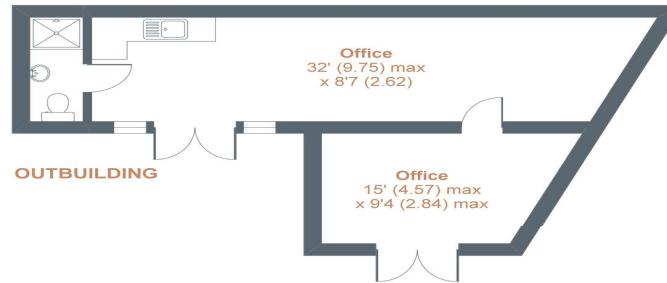 Office
32' (9.75) max
x 8'7 (2.62)
OUTBUILDING
Office
15' (4.57) max
x 9'4 (2.84) max